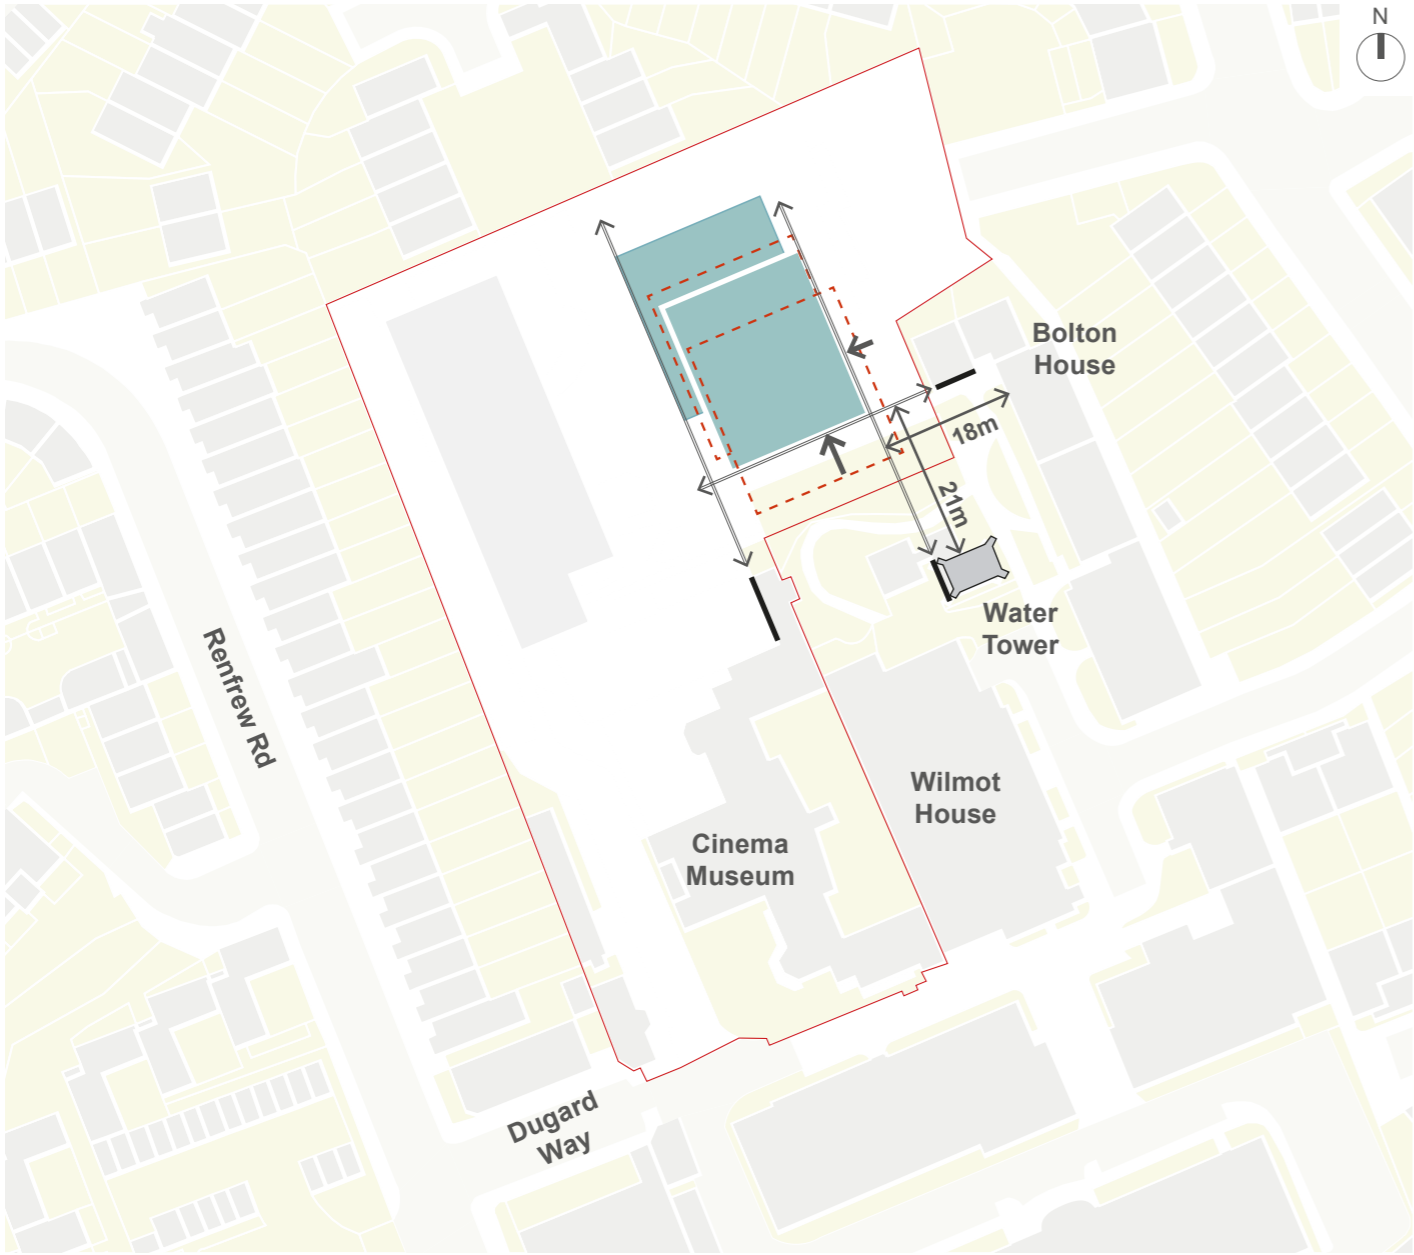 N
Bolton
House
18m
21m
Water
Tower
Renfrew Rd
Wilmot
House
Cinema
Museum
Dugard
Way